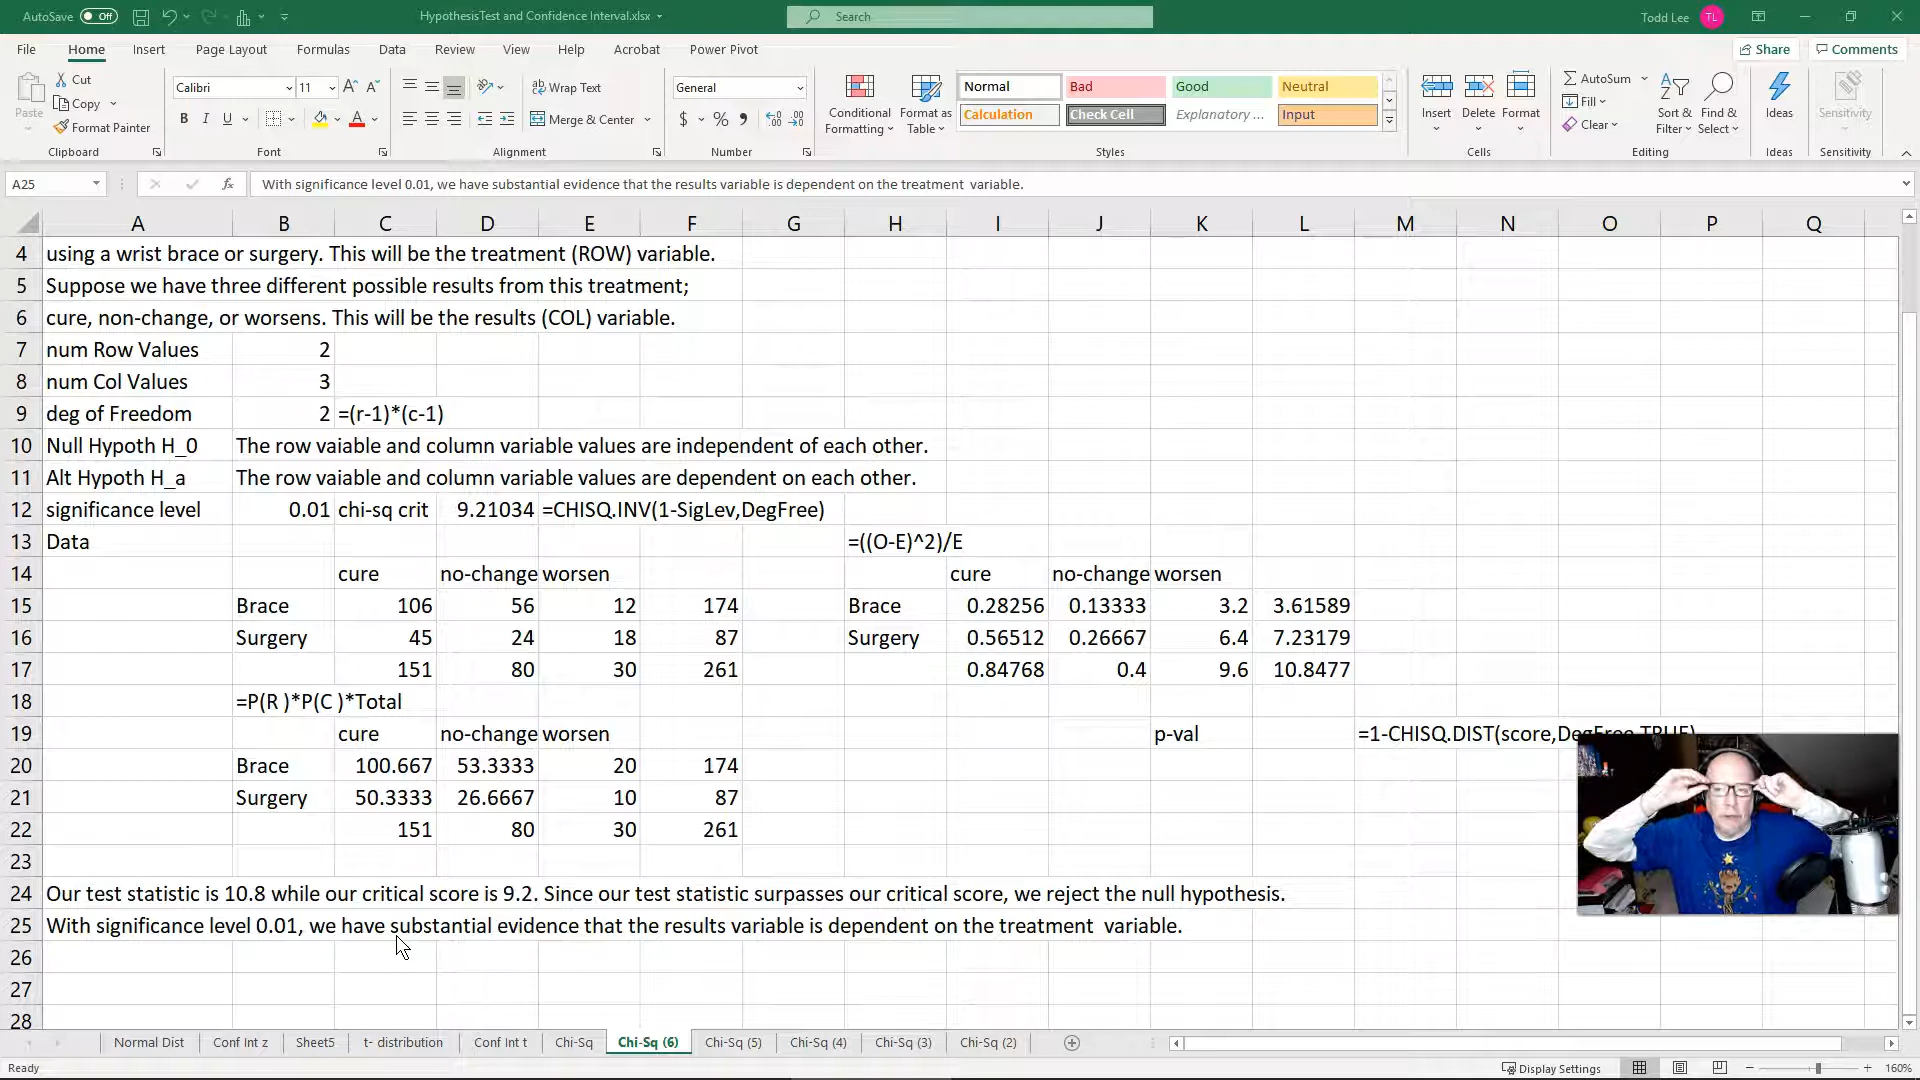 AutoSave Off HypothesisTest and Confidence Interval.xlsx Search Todd Lee TL
File Home Insert Page Layout Formulas Data Review View Help Acrobat Power Pivot Share Comments
Cut
Copy
Format Painter
Paste
Clipboard
Calibri 11
B I U
Font
Wrap Text
Merge & Center
Alignment
General
$ %
Number
Conditional Formatting
Format as Table
Normal Bad Good Neutral
Calculation Check Cell Explanatory ... Input
Styles
Insert Delete Format
Cells
AutoSum
Fill
Clear
Sort & Filter
Find & Select
Editing
Ideas
Ideas
Sensitivity
Sensitivity
A25 fx With significance level 0.01, we have substantial evidence that the results variable is dependent on the treatment  variable.
A B C D E F G H I J K L M N O P Q
4 using a wrist brace or surgery. This will be the treatment (ROW) variable.
5 Suppose we have three different possible results from this treatment;
6 cure, non-change, or worsens. This will be the results (COL) variable.
7 num Row Values 2
8 num Col Values 3
9 deg of Freedom 2 =(r-1)*(c-1)
10 Null Hypoth H_0 The row vaiable and column variable values are independent of each other.
11 Alt Hypoth H_a The row vaiable and column variable values are dependent on each other.
12 significance level 0.01 chi-sq crit 9.21034 =CHISQ.INV(1-SigLev,DegFree)
13 Data =((O-E)^2)/E
14 cure no-change worsen cure no-change worsen
15 Brace 106 56 12 174 Brace 0.28256 0.13333 3.2 3.61589
16 Surgery 45 24 18 87 Surgery 0.56512 0.26667 6.4 7.23179
17 151 80 30 261 0.84768 0.4 9.6 10.8477
18 =P(R )*P(C )*Total
19 cure no-change worsen p-val =1-CHISQ.DIST(score,DegFree,TRUE)
20 Brace 100.667 53.3333 20 174
21 Surgery 50.3333 26.6667 10 87
22 151 80 30 261
23
24 Our test statistic is 10.8 while our critical score is 9.2. Since our test statistic surpasses our critical score, we reject the null hypothesis.
25 With significance level 0.01, we have substantial evidence that the results variable is dependent on the treatment  variable.
26
27
28
Normal Dist Conf Int z Sheet5 t- distribution Conf Int t Chi-Sq Chi-Sq (6) Chi-Sq (5) Chi-Sq (4) Chi-Sq (3) Chi-Sq (2)
Ready Display Settings 160%